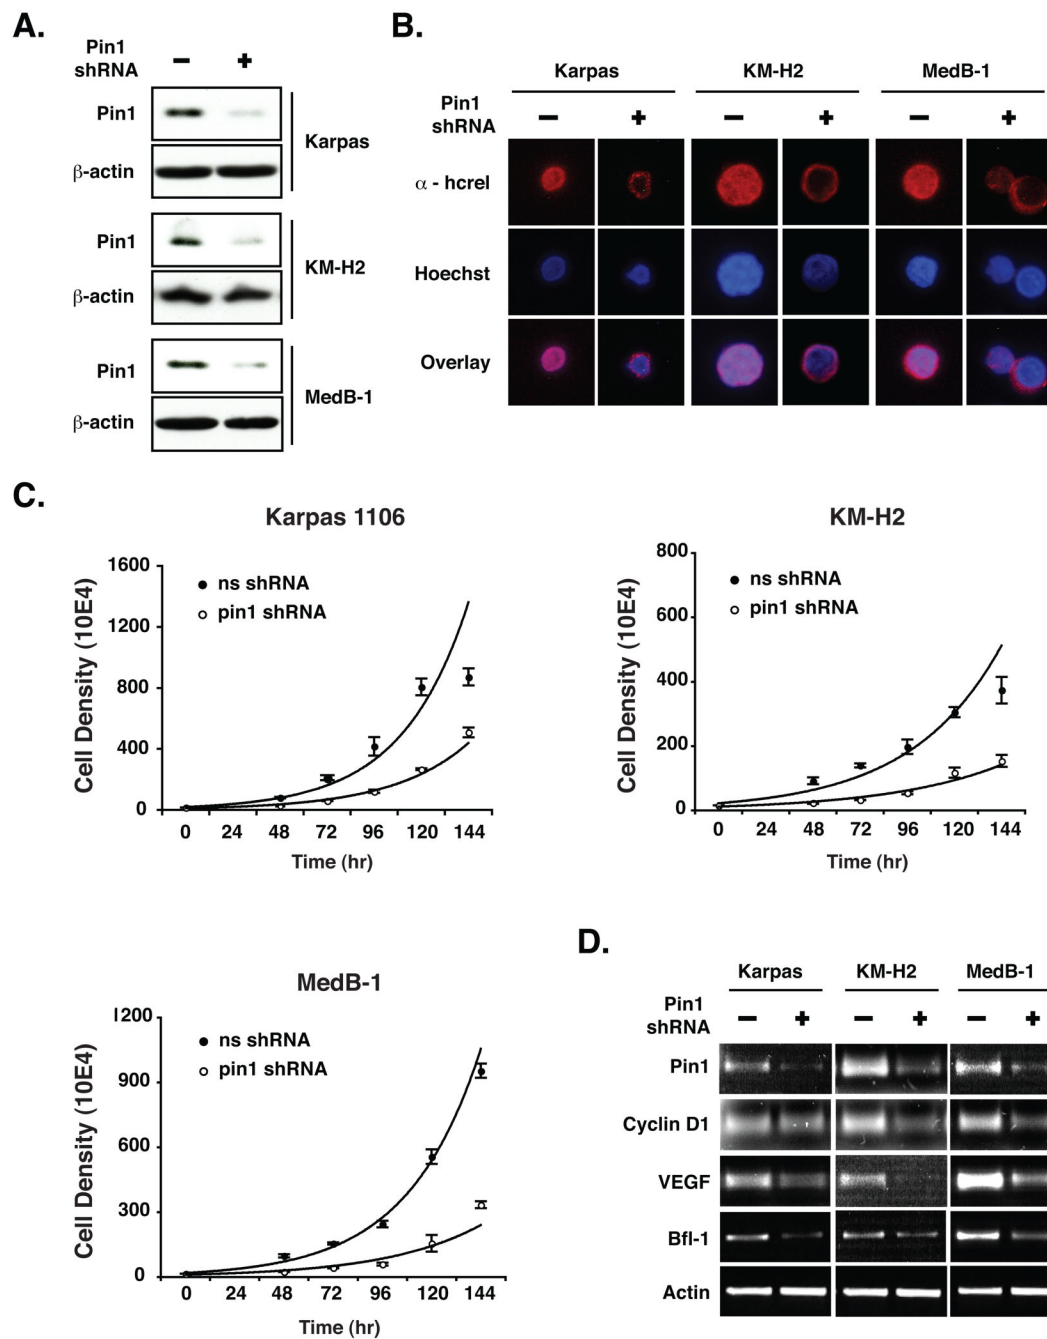 A.
Pin1
shRNA
− +
Pin1
β-actin
Karpas
Pin1
β-actin
KM-H2
Pin1
β-actin
MedB-1
B.
Karpas KM-H2 MedB-1
Pin1
shRNA
− + − + − +
α - hcrel
Hoechst
Overlay
C.
Karpas 1106
Cell Density (10E4)
1600
1200
800
400
0
ns shRNA
pin1 shRNA
0 24 48 72 96 120 144
Time (hr)
KM-H2
Cell Density (10E4)
800
600
400
200
0
ns shRNA
pin1 shRNA
0 24 48 72 96 120 144
Time (hr)
MedB-1
Cell Density (10E4)
1200
900
600
300
0
ns shRNA
pin1 shRNA
0 24 48 72 96 120 144
Time (hr)
D.
Karpas KM-H2 MedB-1
Pin1
shRNA
− + − + − +
Pin1
Cyclin D1
VEGF
Bfl-1
Actin